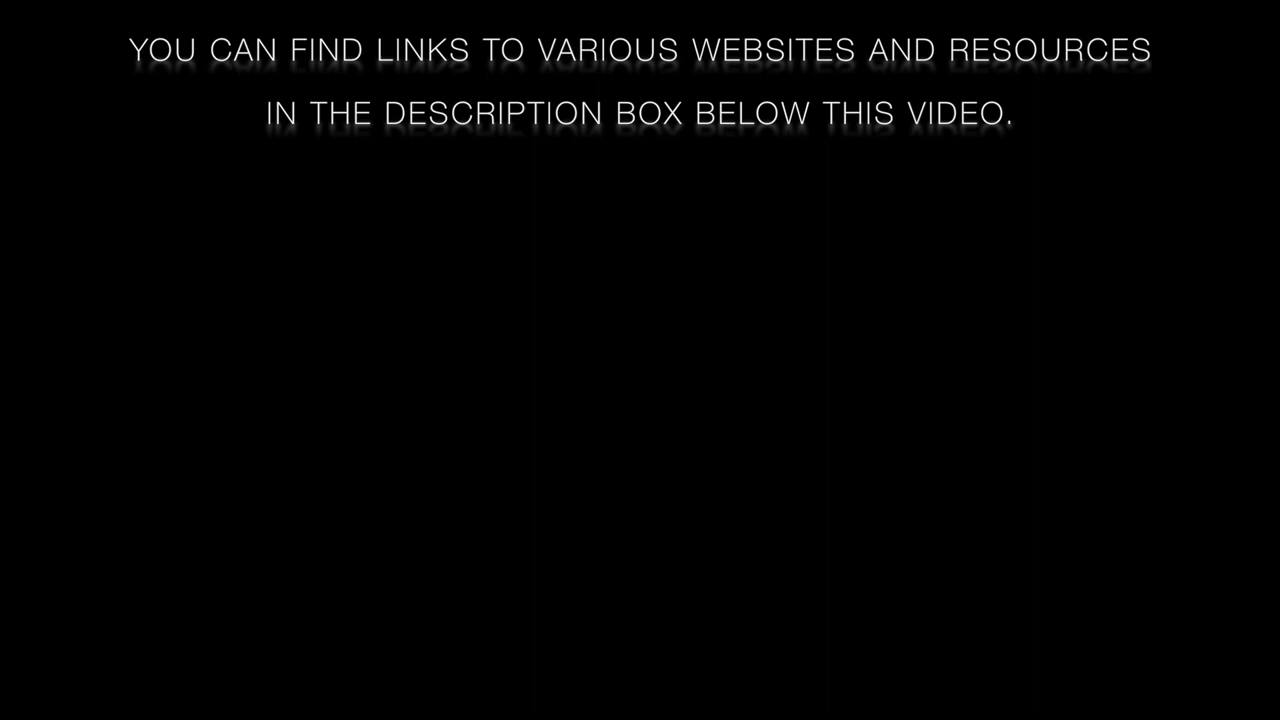 YOU CAN FIND LINKS TO VARIOUS WEBSITES AND RESOURCES
IN THE DESCRIPTION BOX BELOW THIS VIDEO.